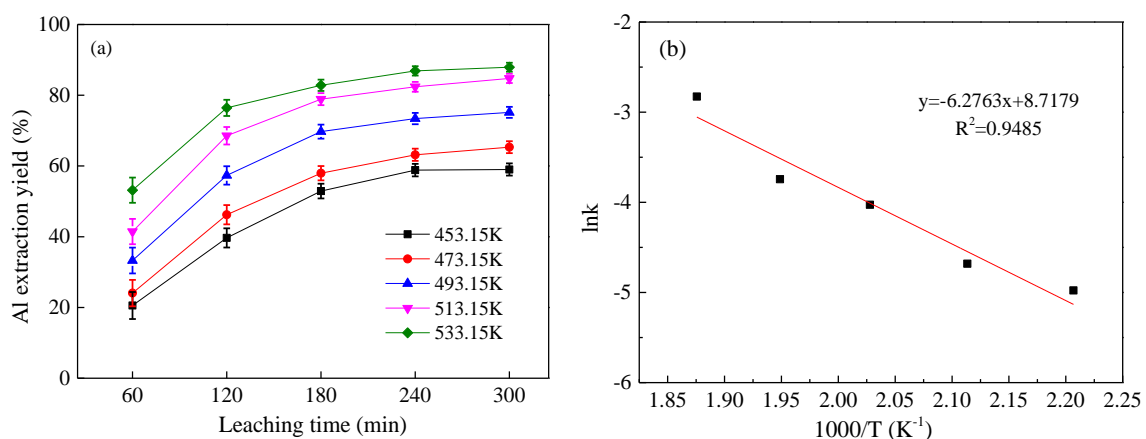 (a)
100
80
60
40
20
0
Al extraction yield (%)
60 120 180 240 300
Leaching time (min)
453.15K
473.15K
493.15K
513.15K
533.15K
(b)
-2
-3
-4
-5
-6
lnk
y=-6.2763x+8.7179
R²=0.9485
1.85 1.90 1.95 2.00 2.05 2.10 2.15 2.20 2.25
1000/T (K⁻¹)